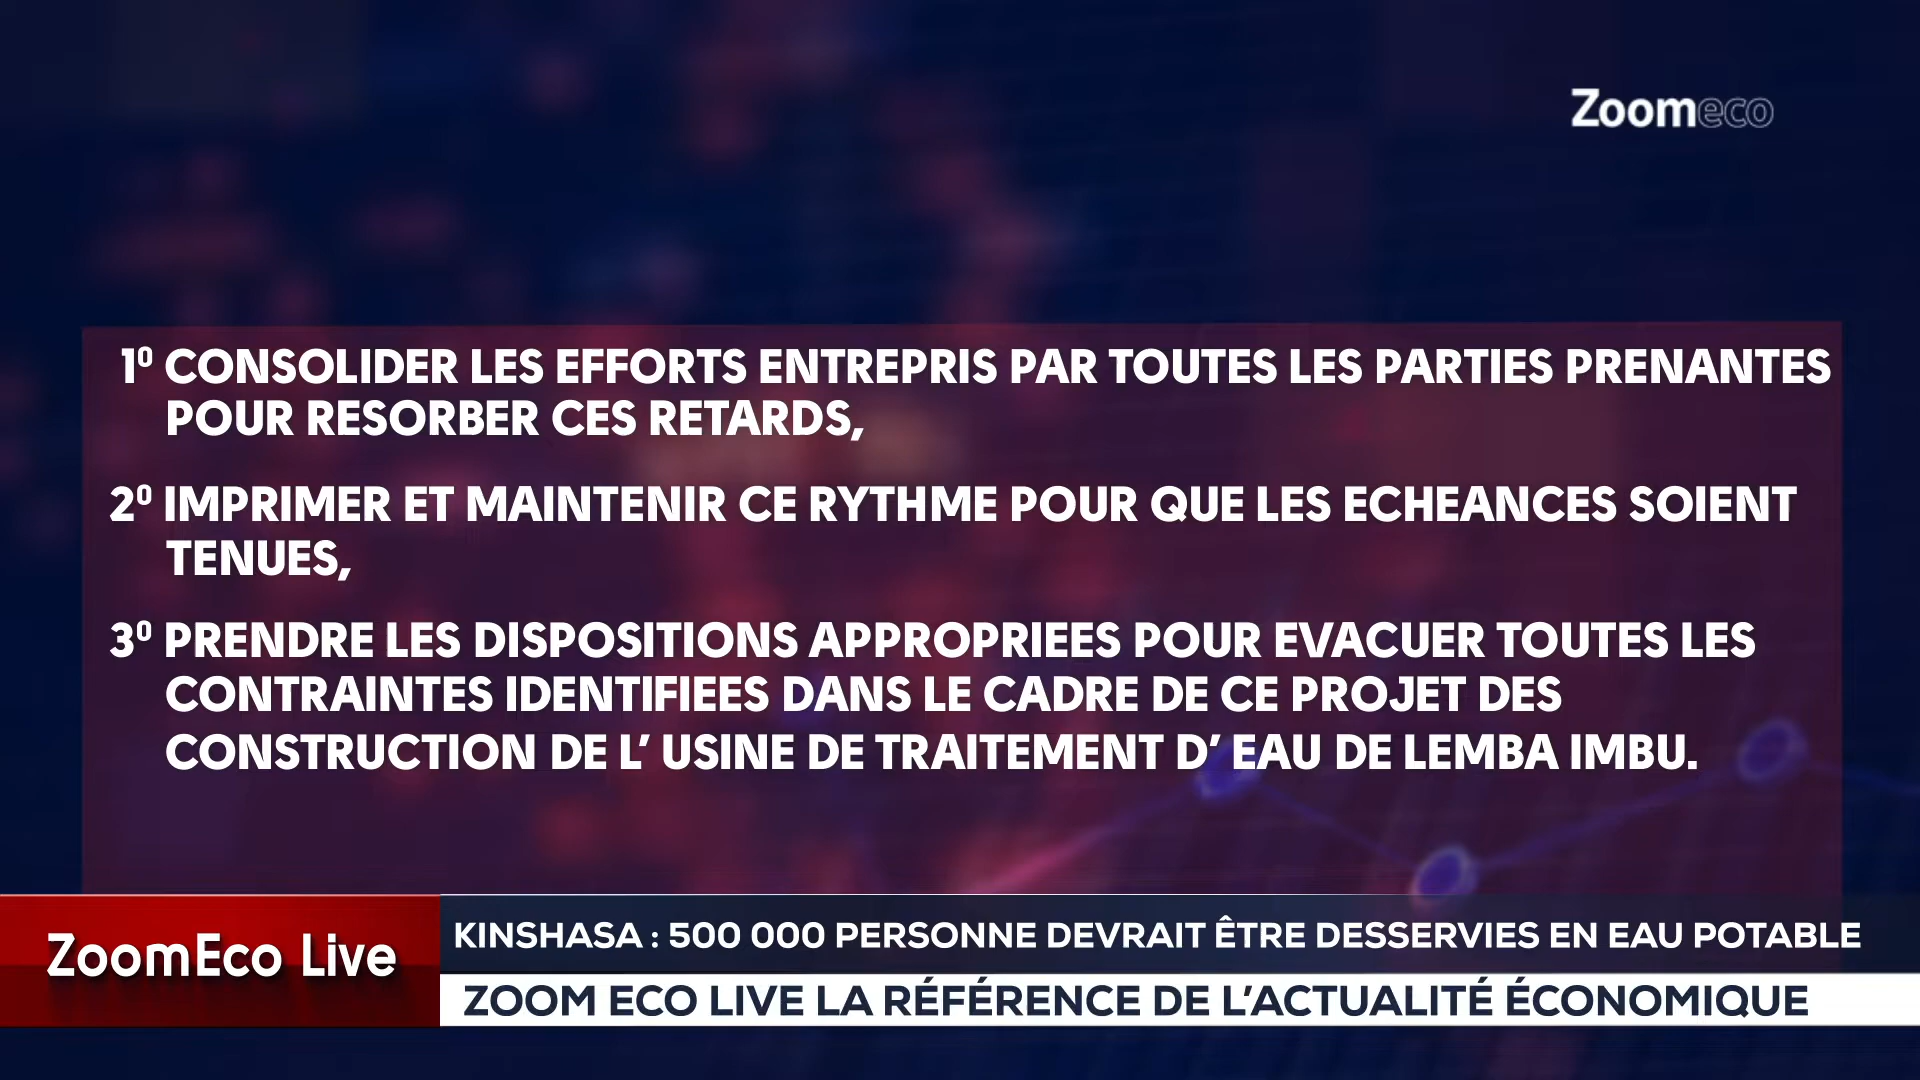 Zoomeco
1⁰ CONSOLIDER LES EFFORTS ENTREPRIS PAR TOUTES LES PARTIES PRENANTES
POUR RESORBER CES RETARDS,
2⁰ IMPRIMER ET MAINTENIR CE RYTHME POUR QUE LES ECHEANCES SOIENT
TENUES,
3⁰ PRENDRE LES DISPOSITIONS APPROPRIEES POUR EVACUER TOUTES LES
CONTRAINTES IDENTIFIEES DANS LE CADRE DE CE PROJET DES
CONSTRUCTION DE L’ USINE DE TRAITEMENT D’ EAU DE LEMBA IMBU.
ZoomEco Live
KINSHASA : 500 000 PERSONNE DEVRAIT ÊTRE DESSERVIES EN EAU POTABLE
ZOOM ECO LIVE LA RÉFÉRENCE DE L’ACTUALITÉ ÉCONOMIQUE